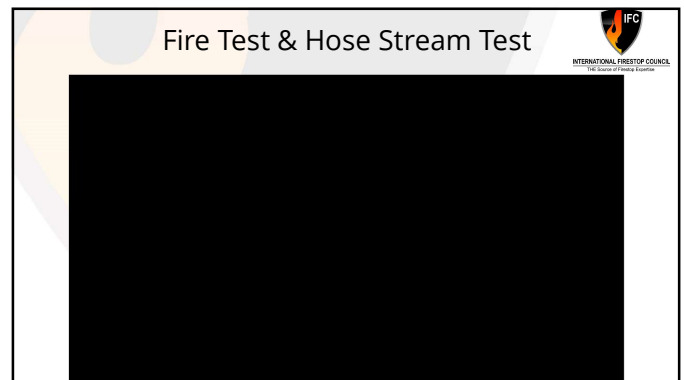 Fire Test & Hose Stream Test
IFC
INTERNATIONAL FIRESTOP COUNCIL
THE Source of Firestop Expertise